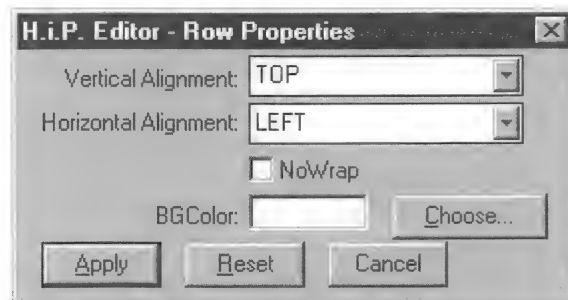 H.i.P. Editor - Row Properties
Vertical Alignment: TOP
Horizontal Alignment: LEFT
NoWrap
BGColor: Choose...
Apply Reset Cancel